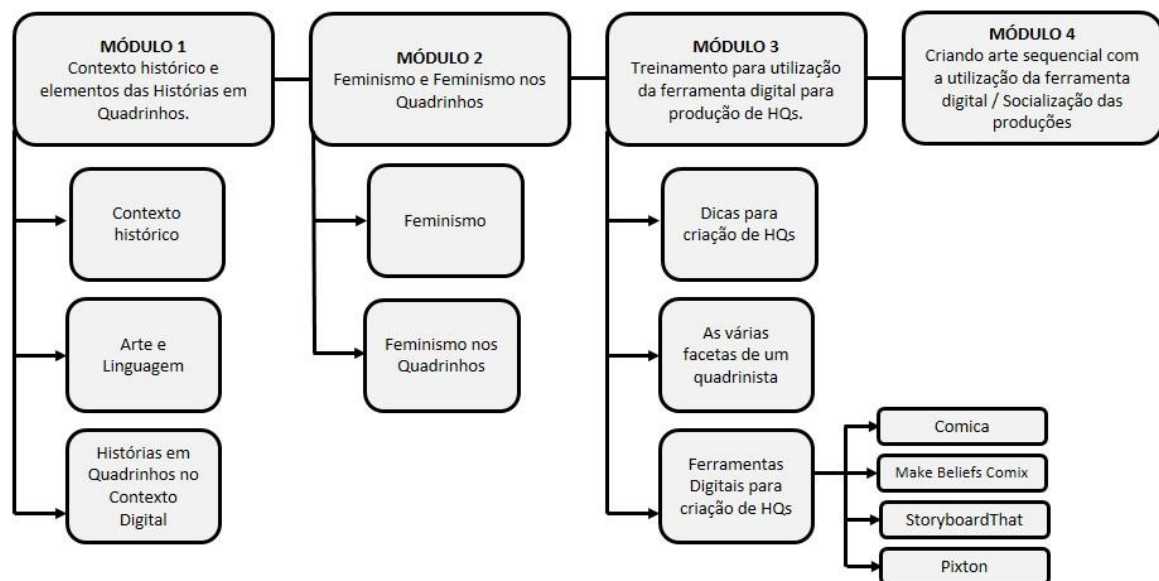 MÓDULO 1
Contexto histórico e
elementos das Histórias em
Quadrinhos.
MÓDULO 2
Feminismo e Feminismo nos
Quadrinhos
MÓDULO 3
Treinamento para utilização
da ferramenta digital para
produção de HQs.
MÓDULO 4
Criando arte sequencial com
a utilização da ferramenta
digital / Socialização das
produções
Contexto
histórico
Arte e
Linguagem
Histórias em
Quadrinhos no
Contexto
Digital
Feminismo
Feminismo nos
Quadrinhos
Dicas para
criação de HQs
As várias
facetas de um
quadrinista
Ferramentas
Digitais para
criação de HQs
Comica
Make Beliefs Comix
StoryboardThat
Pixton